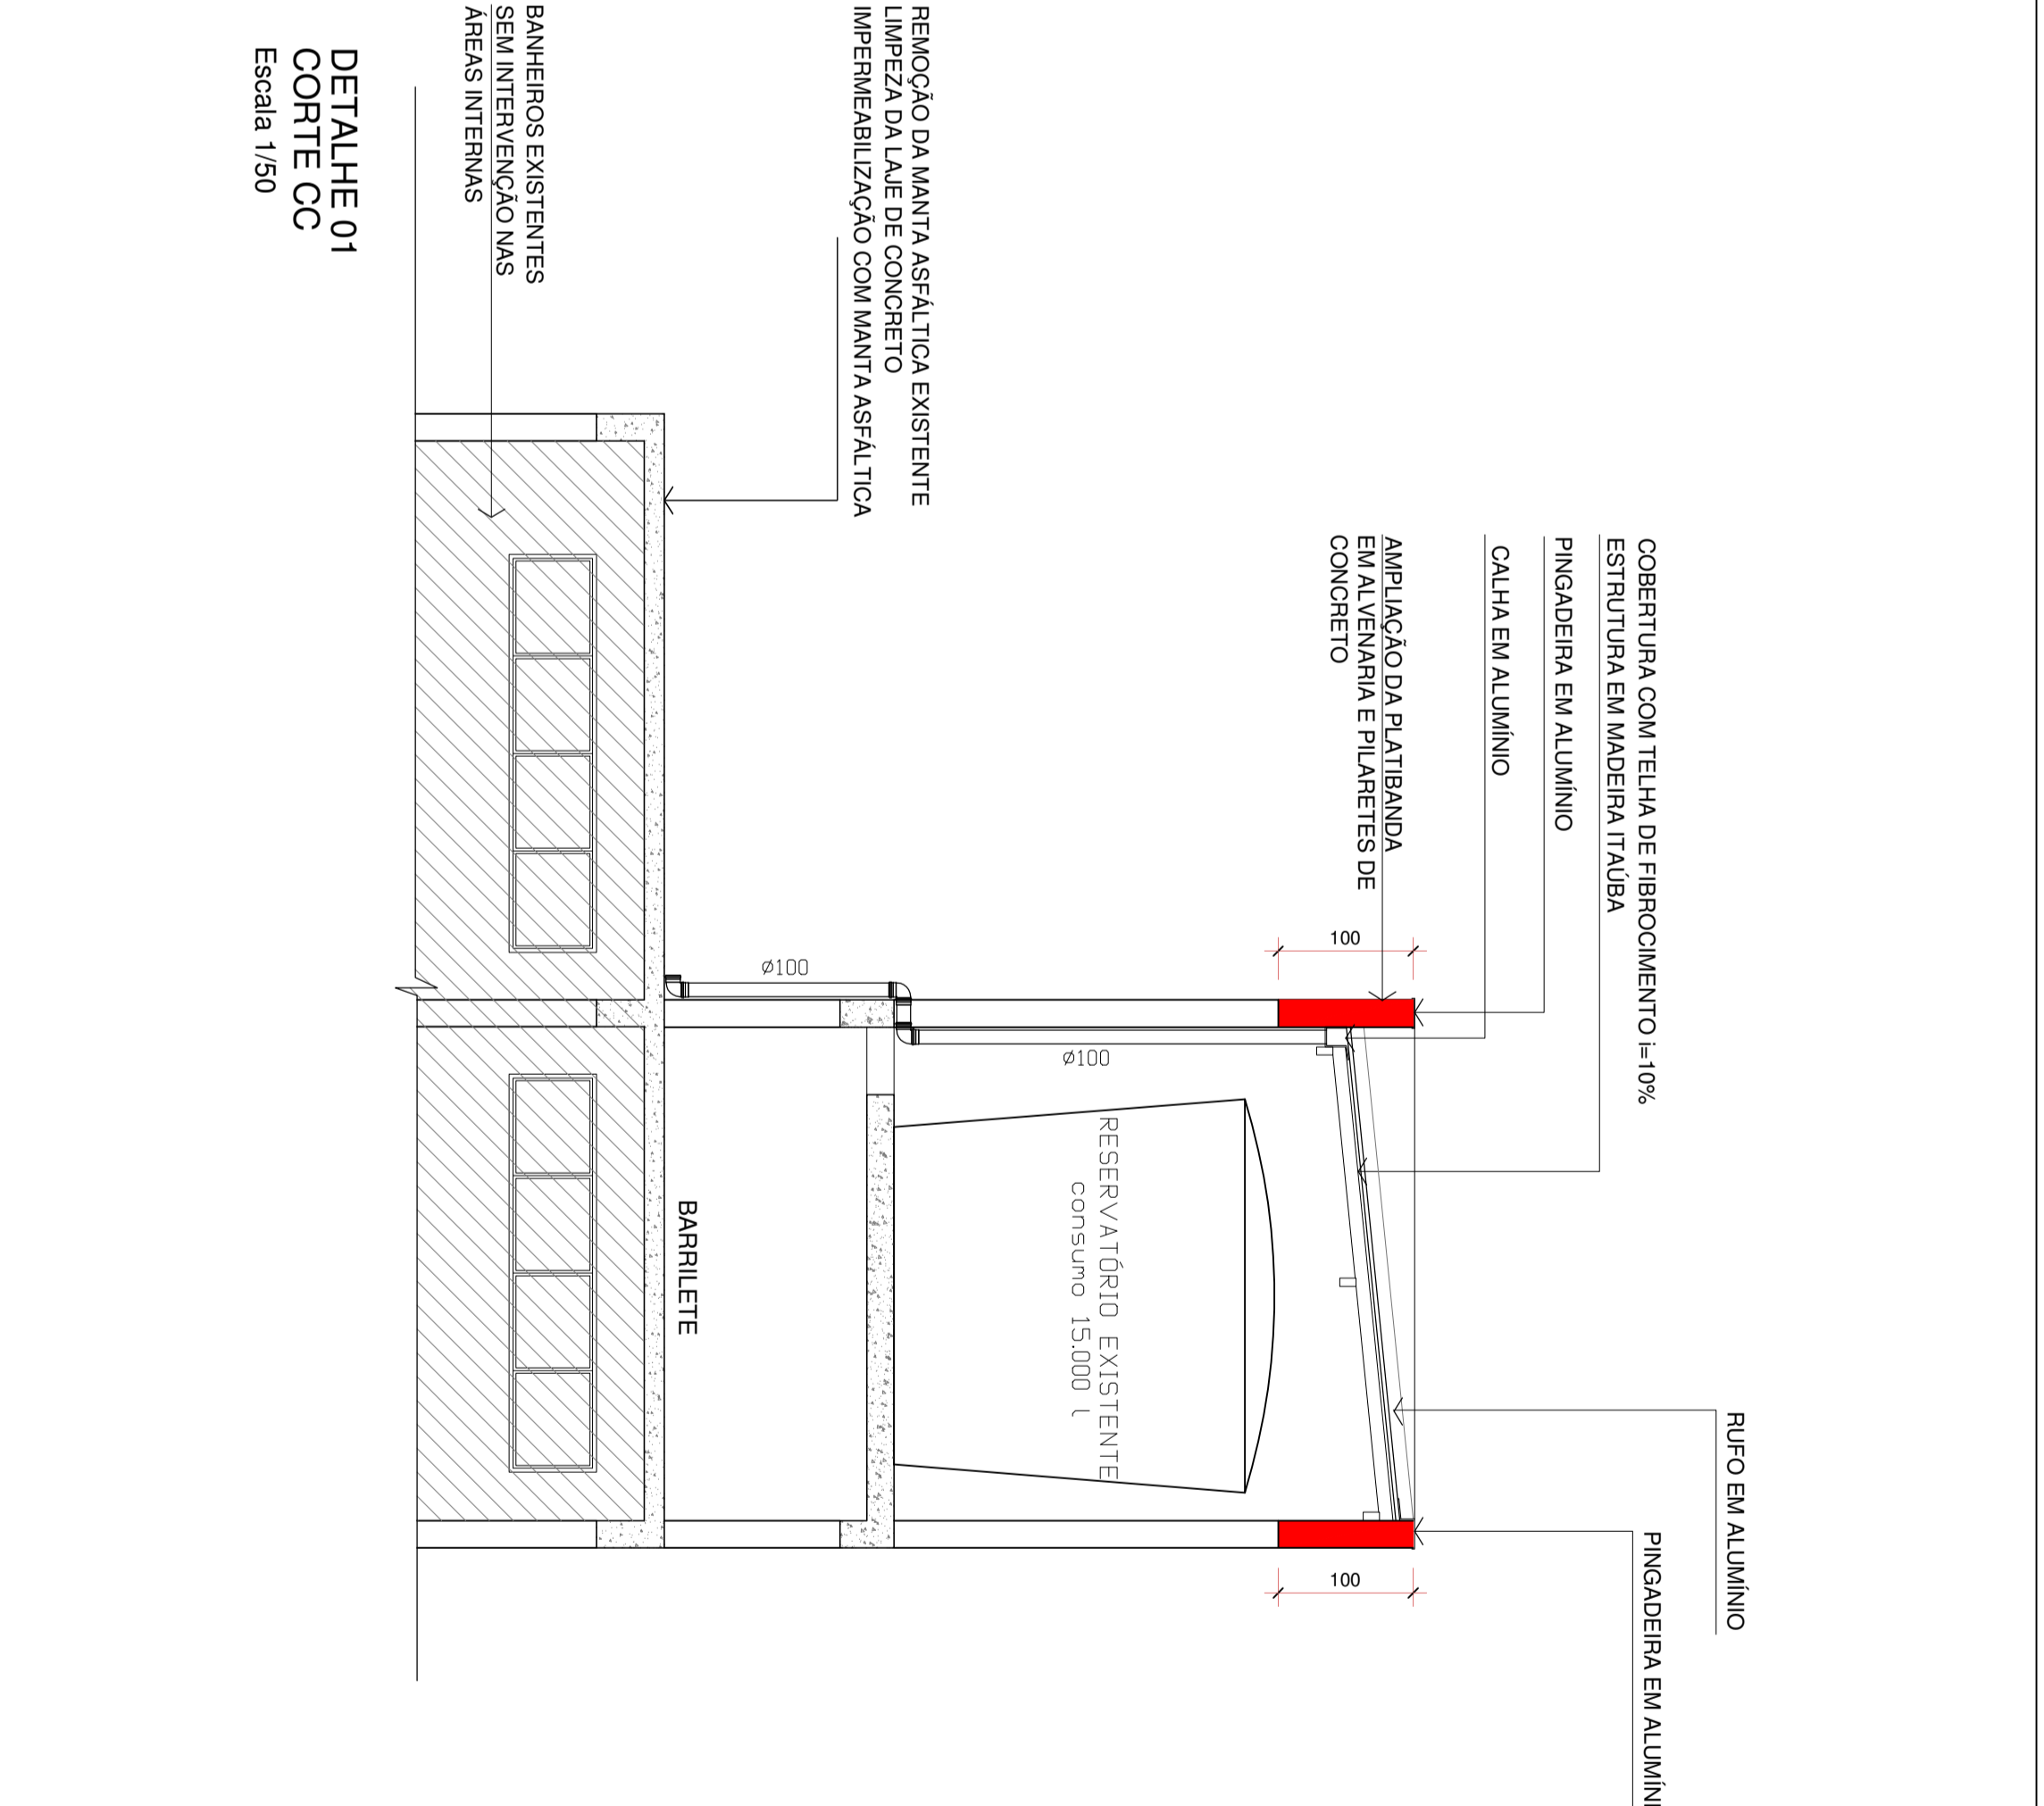 RUFO EM ALUMÍNIO
PINGADEIRA EM ALUMÍNI
COBERTURA COM TELHA DE FIBROCIMENTO i=10%
ESTRUTURA EM MADEIRA ITAÚBA
PINGADEIRA EM ALUMÍNIO
CALHA EM ALUMÍNIO
AMPLIAÇÃO DA PLATIBANDA
EM ALVENARIA E PILARETES DE
CONCRETO
100
100
RESERVATÓRIO EXISTENTE
consumo 15.000 l
ø100
ø100
REMOÇÃO DA MANTA ASFÁLTICA EXISTENTE
LIMPEZA DA LAJE DE CONCRETO
IMPERMEABILIZAÇÃO COM MANTA ASFÁLTICA
BARRILETE
BANHEIROS EXISTENTES
SEM INTERVENÇÃO NAS
ÁREAS INTERNAS
DETALHE 01
CORTE CC
Escala 1/50